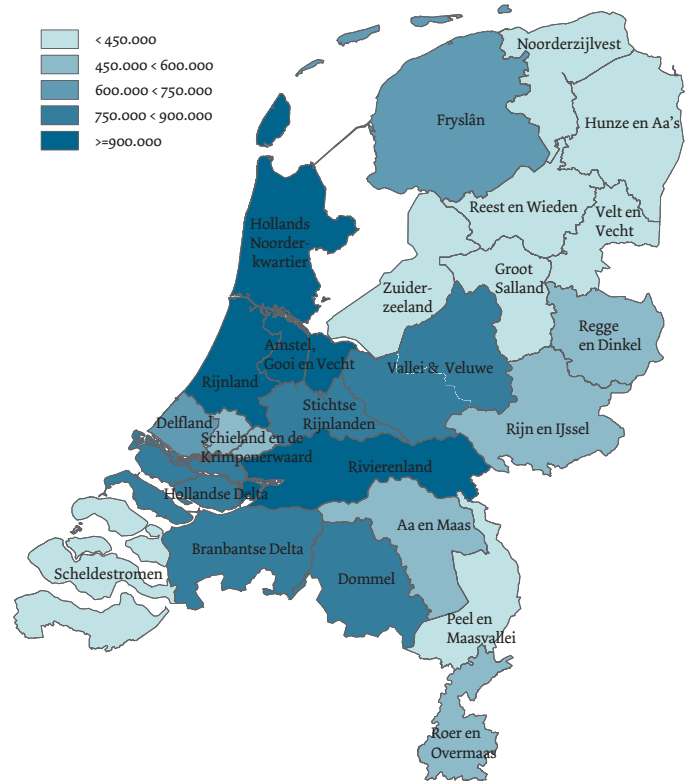 < 450.000
450.000 < 600.000
600.000 < 750.000
750.000 < 900.000
>=900.000
Noorderzijlvest
Fryslân
Hunze en Aa's
Reest en Wieden
Velt en
Vecht
Hollands
Noorder-
kwartier
Groot
Salland
Zuider-
zeeland
Regge
en Dinkel
Amstel,
Gooi en Vecht
Vallei & Veluwe
Rijnland
Stichtse
Rijnlanden
Delfland
Schieland en de
Krimpenerwaard
Rijn en IJssel
Rivierenland
Hollandse Delta
Aa en Maas
Branbantse Delta
Dommel
Scheldestromen
Peel en
Maasvallei
Roer en
Overmaas